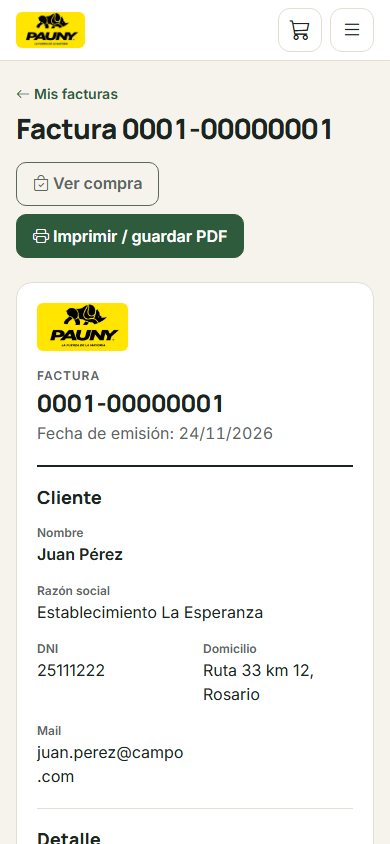 PAUNY
← Mis facturas
Factura 0001-00000001
Ver compra
Imprimir / guardar PDF
PAUNY
FACTURA
0001-00000001
Fecha de emisión: 24/11/2026
Cliente
Nombre
Juan Pérez
Razón social
Establecimiento La Esperanza
DNI
25111222
Domicilio
Ruta 33 km 12,
Rosario
Mail
juan.perez@campo
.com
Detalle